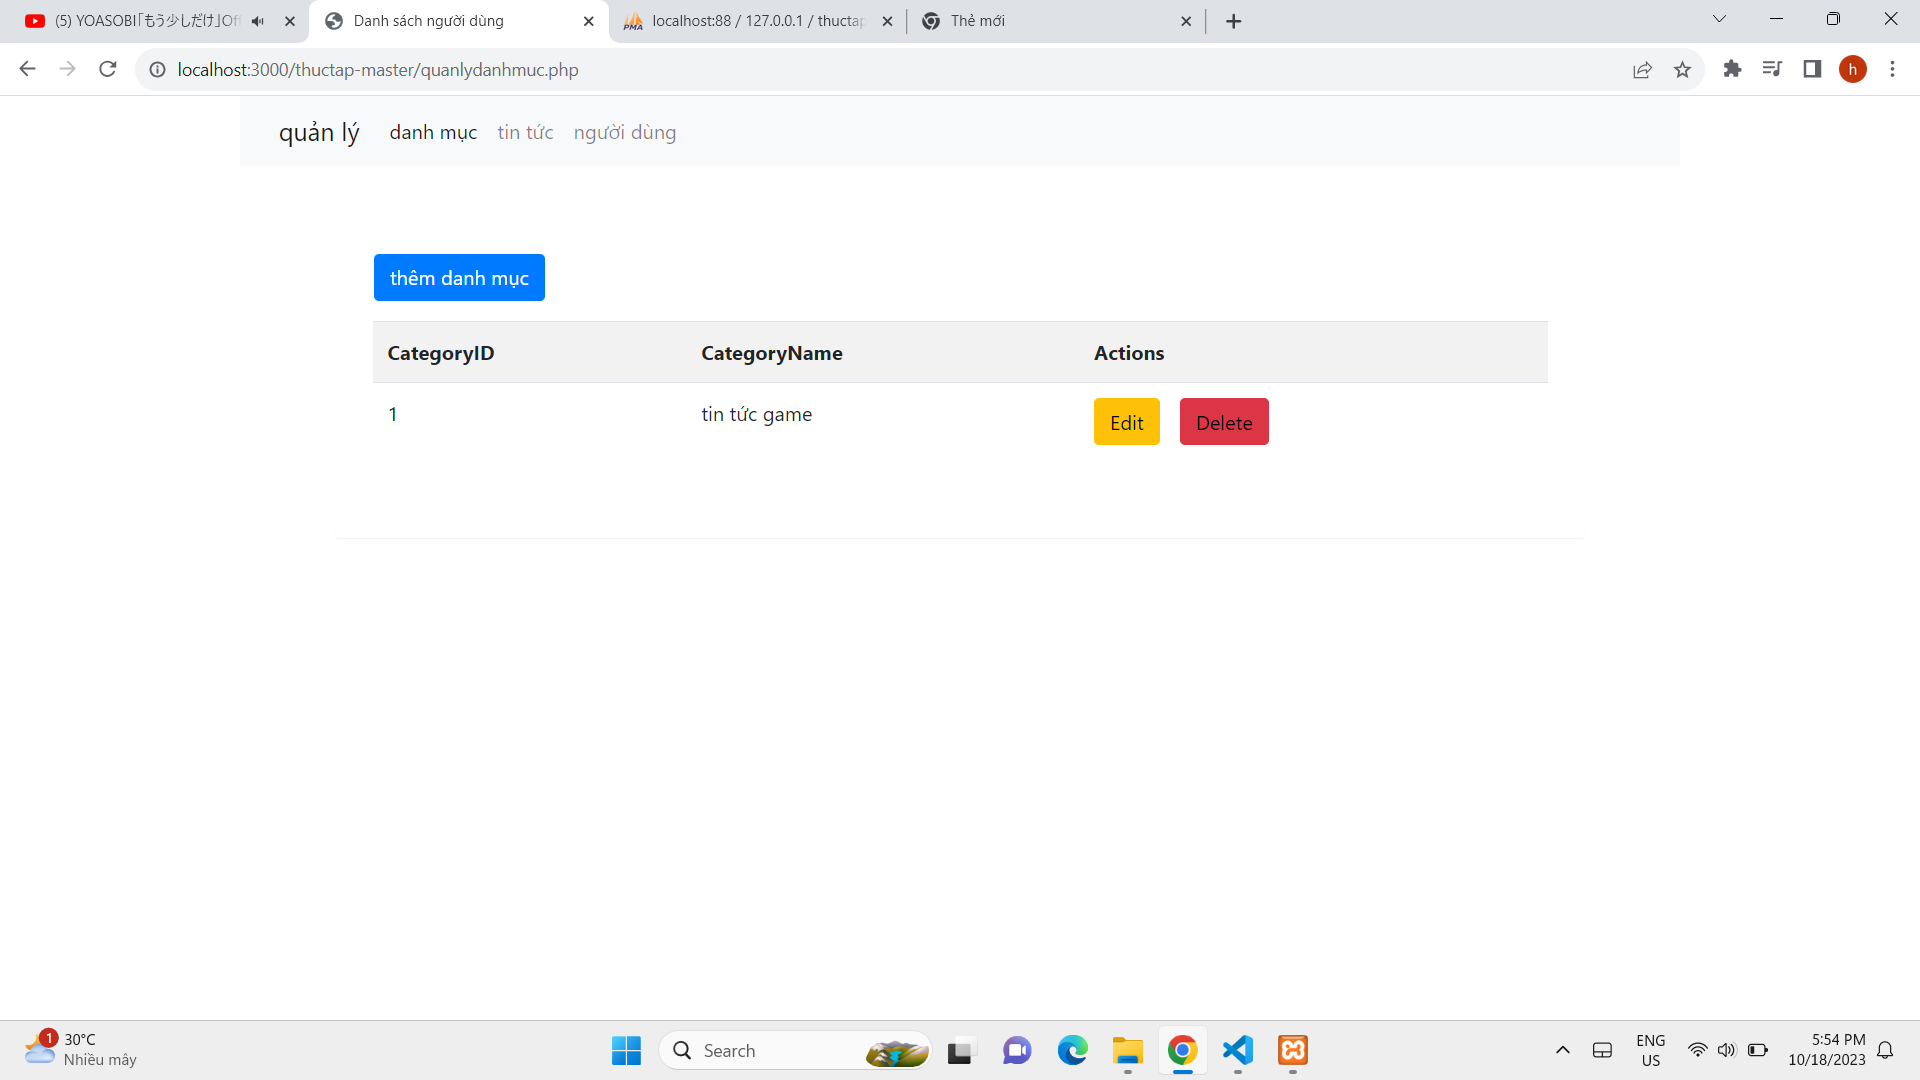 (5) YOASOBI「もう少しだけ」Of
Danh sách người dùng
localhost:88 / 127.0.0.1 / thuctap
Thẻ mới
localhost:3000/thuctap-master/quanlydanhmuc.php
h
quản lý danh mục tin tức người dùng
thêm danh mục
CategoryID CategoryName Actions
1 tin tức game Edit Delete
1
30°C
Nhiều mây
Search
ENG
US
5:54 PM
10/18/2023